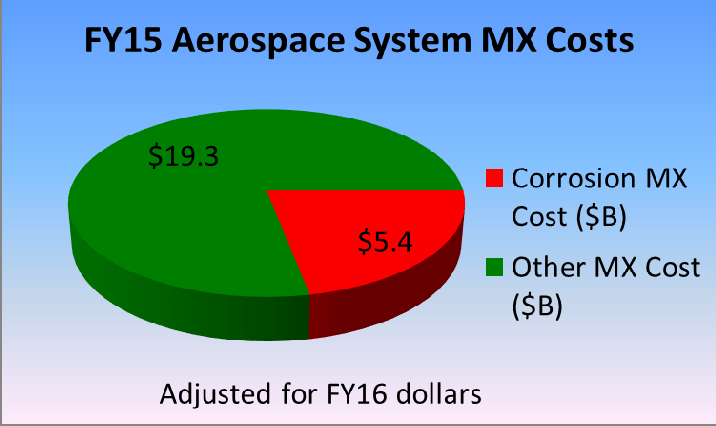 FY15 Aerospace System MX Costs
$19.3
$5.4
Corrosion MX
Cost ($B)
Other MX Cost
($B)
Adjusted for FY16 dollars